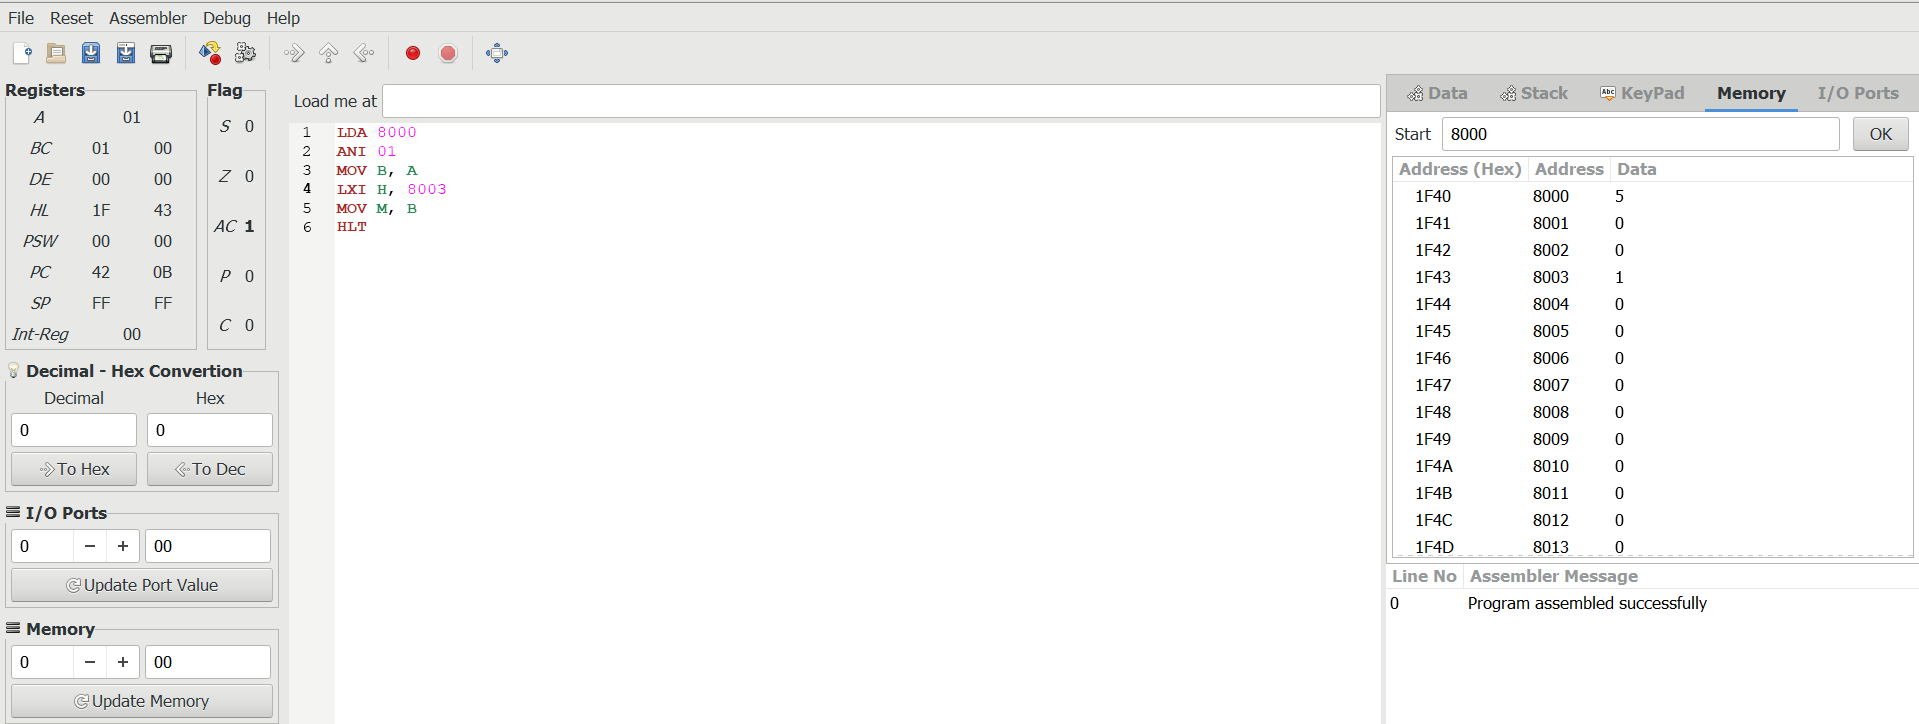 File Reset Assembler Debug Help
Registers
A 01
BC 01 00
DE 00 00
HL 1F 43
PSW 00 00
PC 42 0B
SP FF FF
Int-Reg 00
Flag
S 0
Z 0
AC 1
P 0
C 0
Decimal - Hex Convertion
Decimal Hex
0 0
To Hex To Dec
I/O Ports
0 − + 00
Update Port Value
Memory
0 − + 00
Update Memory
Load me at
1 LDA 8000
2 ANI 01
3 MOV B, A
4 LXI H, 8003
5 MOV M, B
6 HLT
Data Stack Abc KeyPad Memory I/O Ports
Start 8000 OK
Address (Hex) Address Data
1F40 8000 5
1F41 8001 0
1F42 8002 0
1F43 8003 1
1F44 8004 0
1F45 8005 0
1F46 8006 0
1F47 8007 0
1F48 8008 0
1F49 8009 0
1F4A 8010 0
1F4B 8011 0
1F4C 8012 0
1F4D 8013 0
Line No Assembler Message
0 Program assembled successfully